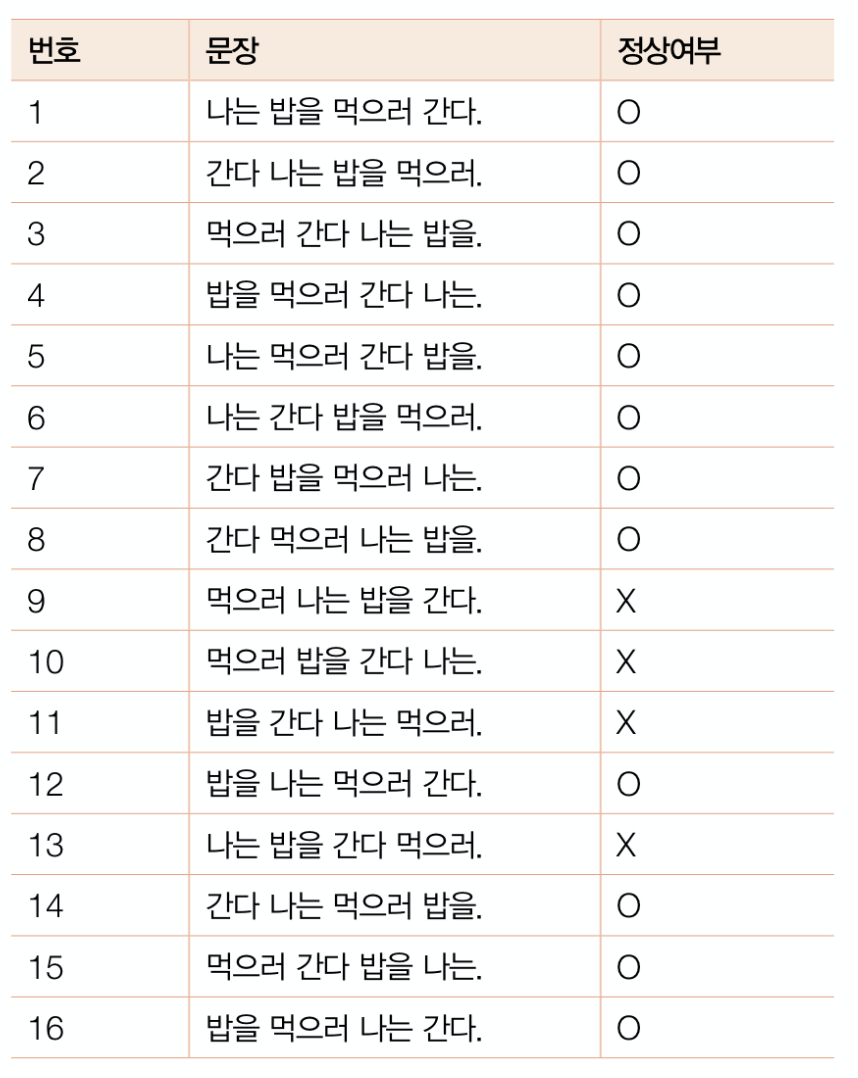 번호 문장 정상여부
1 나는 밥을 먹으러 간다. O
2 간다 나는 밥을 먹으러. O
3 먹으러 간다 나는 밥을. O
4 밥을 먹으러 간다 나는. O
5 나는 먹으러 간다 밥을. O
6 나는 간다 밥을 먹으러. O
7 간다 밥을 먹으러 나는. O
8 간다 먹으러 나는 밥을. O
9 먹으러 나는 밥을 간다. X
10 먹으러 밥을 간다 나는. X
11 밥을 간다 나는 먹으러. X
12 밥을 나는 먹으러 간다. O
13 나는 밥을 간다 먹으러. X
14 간다 나는 먹으러 밥을. O
15 먹으러 간다 밥을 나는. O
16 밥을 먹으러 나는 간다. O